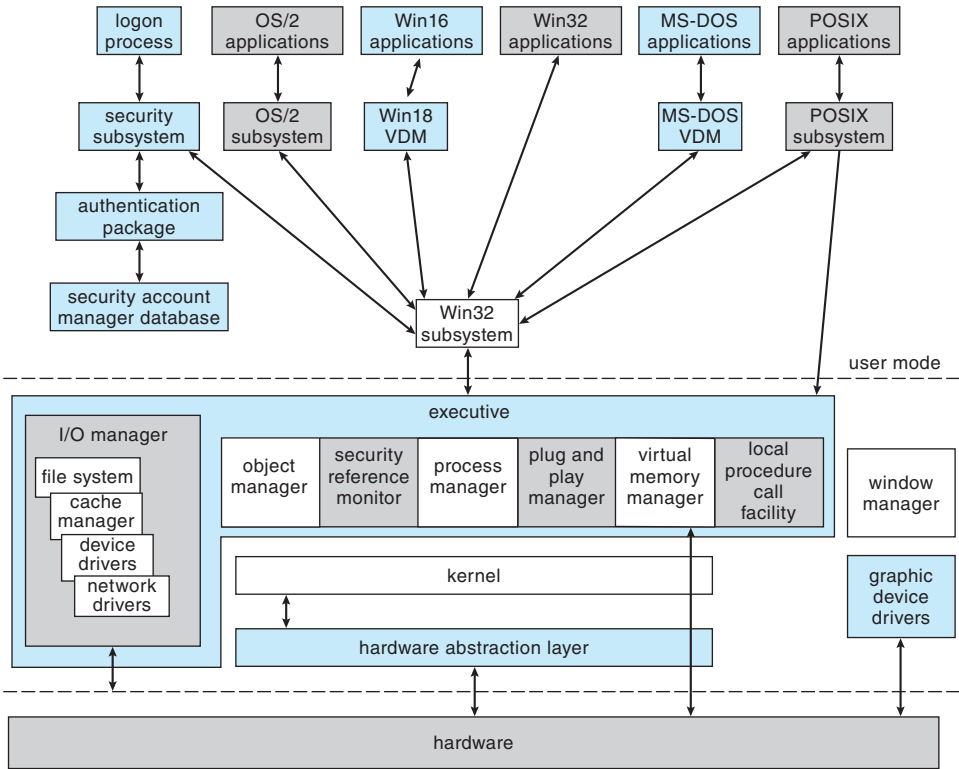 logon
process
OS/2
applications
Win16
applications
Win32
applications
MS-DOS
applications
POSIX
applications
security
subsystem
OS/2
subsystem
Win18
VDM
MS-DOS
VDM
POSIX
subsystem
authentication
package
security account
manager database
Win32
subsystem
user mode
executive
I/O manager
file system
cache
manager
device
drivers
network
drivers
object
manager
security
reference
monitor
process
manager
plug and
play
manager
virtual
memory
manager
local
procedure
call
facility
window
manager
kernel
graphic
device
drivers
hardware abstraction layer
hardware